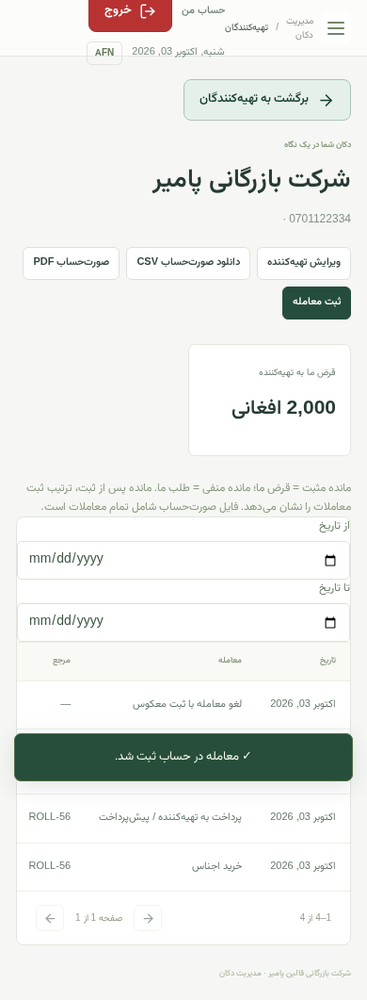 مدیریت دکان / تهیه‌کنندگان
حساب من
خروج
شنبه, اکتوبر 03, 2026
AFN
برگشت به تهیه‌کنندگان
دکان شما در یک نگاه
شرکت بازرگانی پامیر
0701122334 ·
ویرایش تهیه‌کننده
دانلود صورت‌حساب CSV
صورت‌حساب PDF
ثبت معامله
قرض ما به تهیه‌کننده
2,000 افغانی
مانده مثبت = قرض ما؛ مانده منفی = طلب ما. مانده پس از ثبت، ترتیب ثبت
معاملات را نشان می‌دهد. فایل صورت‌حساب شامل تمام معاملات است.
از تاریخ
mm/dd/yyyy
تا تاریخ
mm/dd/yyyy
تاریخ معامله مرجع
اکتوبر 03, 2026 لغو معامله با ثبت معکوس —
✓ معامله در حساب ثبت شد.
اکتوبر 03, 2026 پرداخت به تهیه‌کننده / پیش‌پرداخت ROLL-56
اکتوبر 03, 2026 خرید اجناس ROLL-56
1–4 از 4
صفحه 1 از 1
شرکت بازرگانی قالین پامیر · مدیریت دکان